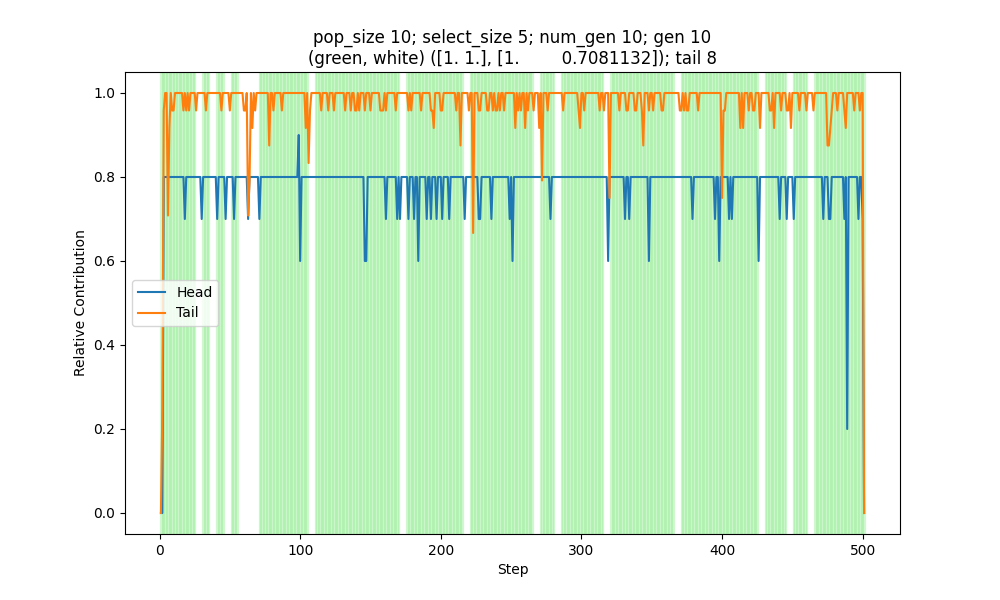 pop_size 10; select_size 5; num_gen 10; gen 10
(green, white) ([1. 1.], [1.        0.7081132]); tail 8
1.0
0.8
0.6
0.4
0.2
0.0
Relative Contribution
Head
Tail
0
100
200
300
400
500
Step